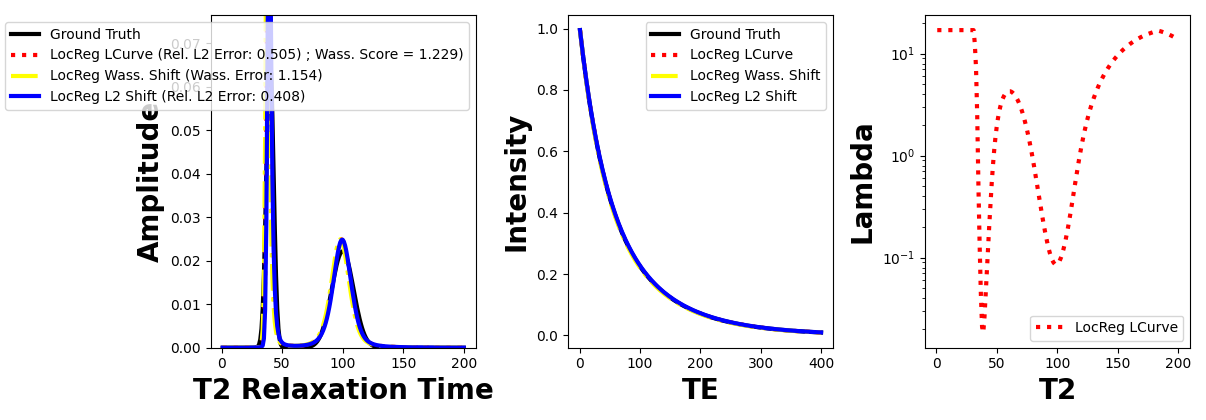 Ground Truth
LocReg LCurve (Rel. L2 Error: 0.505) ; Wass. Score = 1.229)
LocReg Wass. Shift (Wass. Error: 1.154)
LocReg L2 Shift (Rel. L2 Error: 0.408)
Amplitude
0.07
0.06
0.05
0.04
0.03
0.02
0.01
0.00
0
50
100
150
200
T2 Relaxation Time
Ground Truth
LocReg LCurve
LocReg Wass. Shift
LocReg L2 Shift
Intensity
1.0
0.8
0.6
0.4
0.2
0.0
0
100
200
300
400
TE
Lambda
10¹
10⁰
10⁻¹
LocReg LCurve
0
50
100
150
200
T2